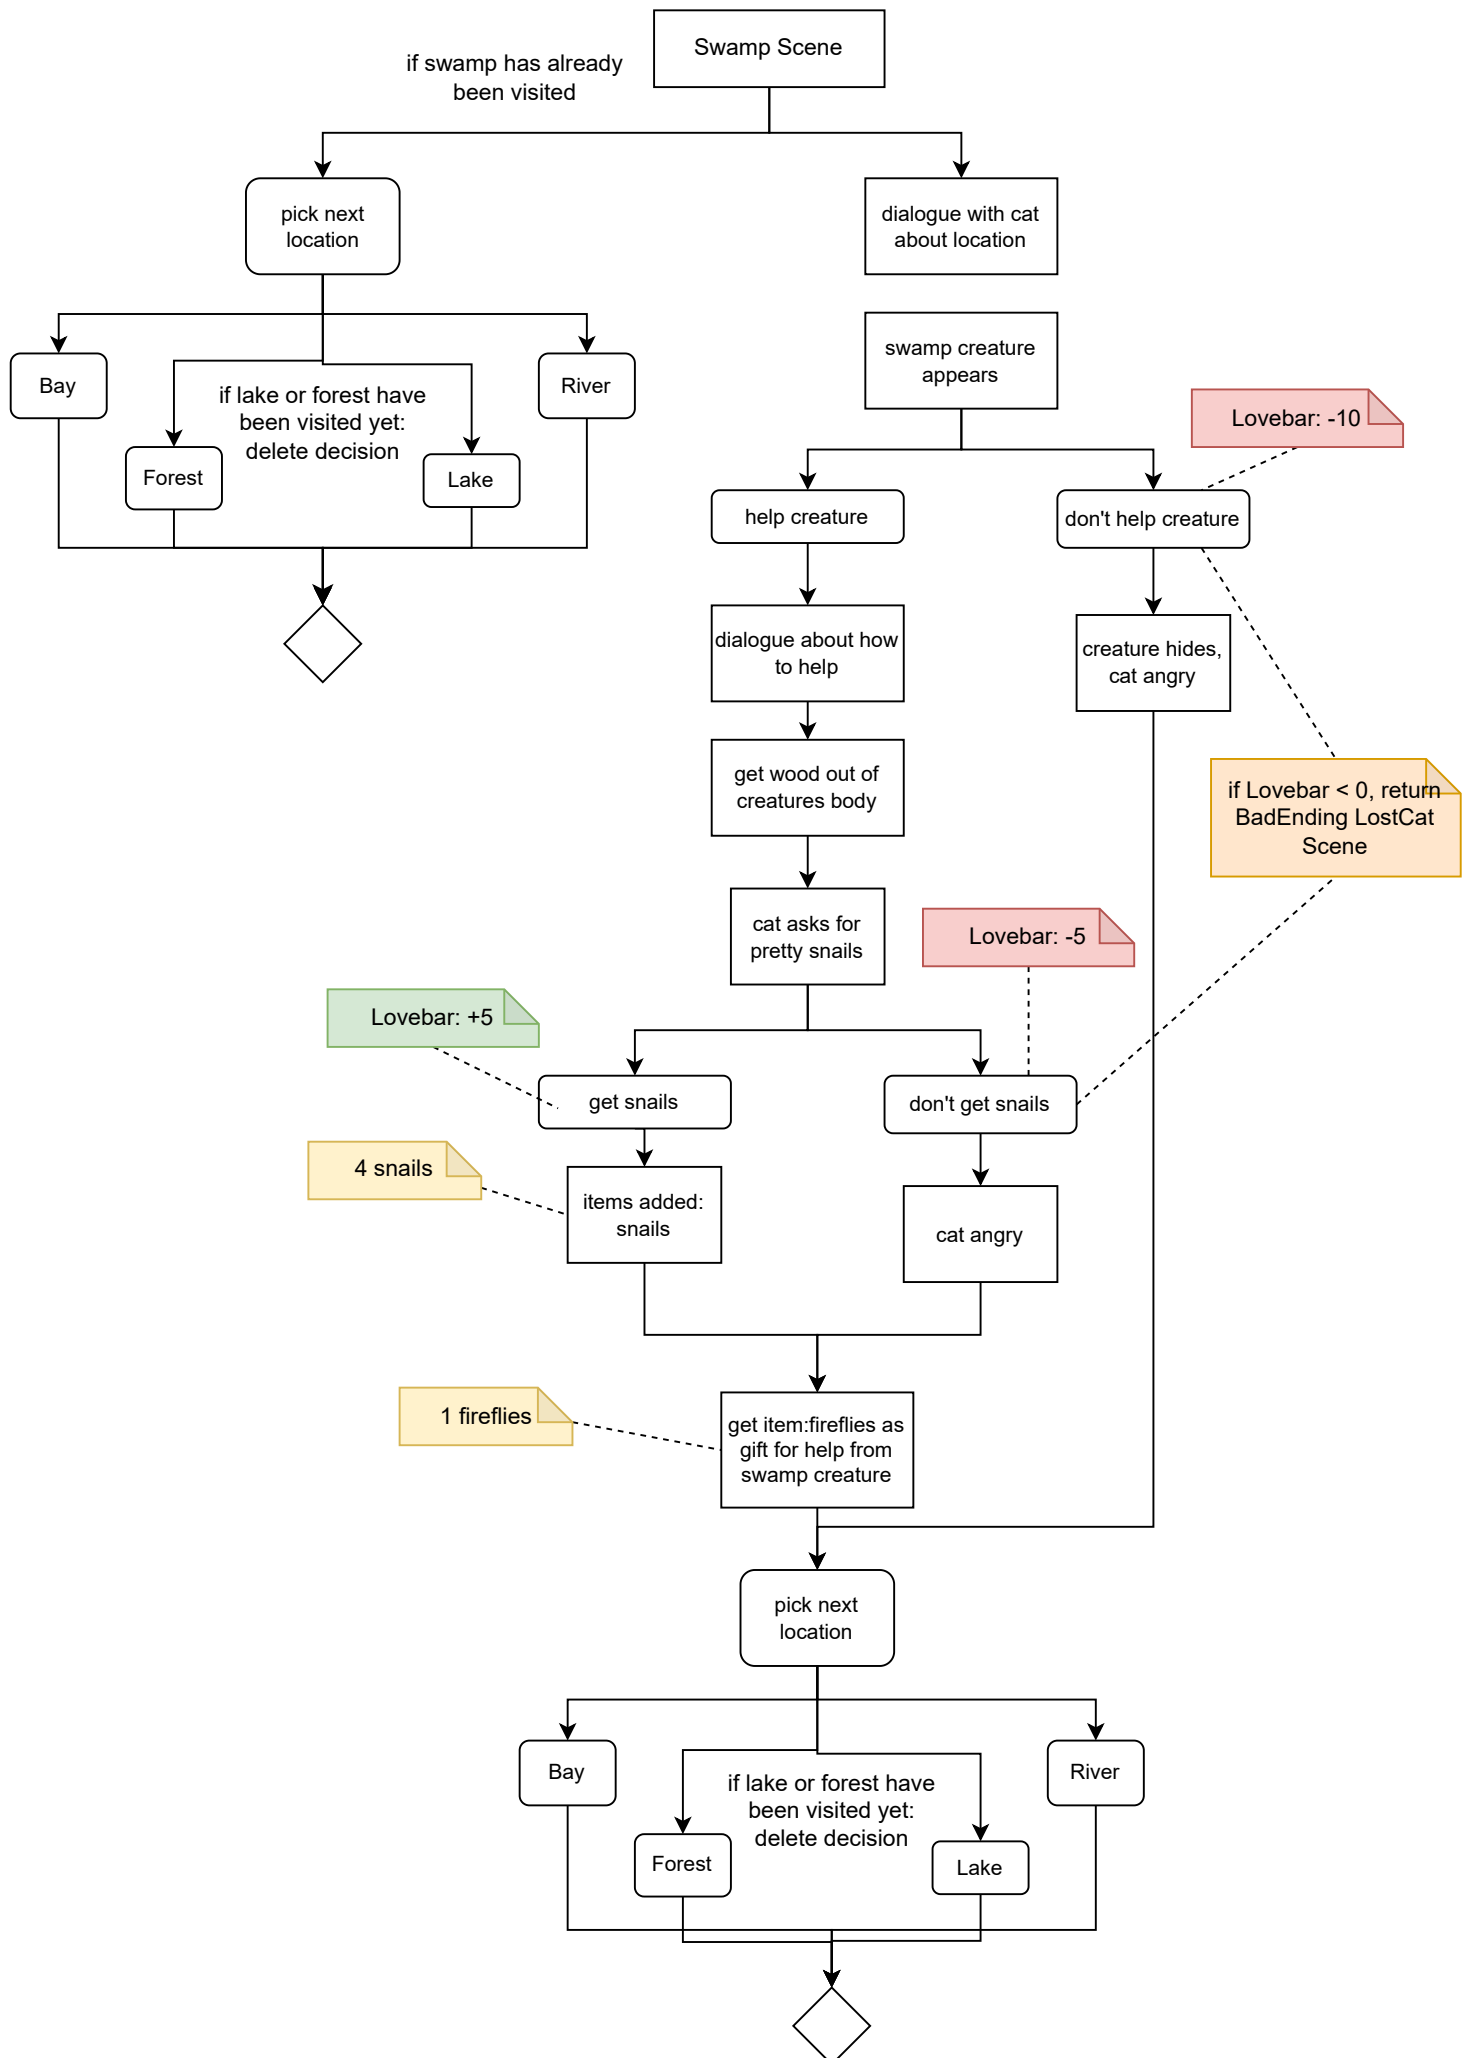 Swamp Scene
if swamp has already
been visited
pick next
location
dialogue with cat
about location
swamp creature
appears
Bay
River
if lake or forest have
been visited yet:
delete decision
Forest
Lake
Lovebar: -10
help creature
don't help creature
dialogue about how
to help
creature hides,
cat angry
get wood out of
creatures body
if Lovebar < 0, return
BadEnding LostCat
Scene
cat asks for
pretty snails
Lovebar: -5
Lovebar: +5
get snails
don't get snails
4 snails
items added:
snails
cat angry
1 fireflies
get item:fireflies as
gift for help from
swamp creature
pick next
location
Bay
River
if lake or forest have
been visited yet:
delete decision
Forest
Lake